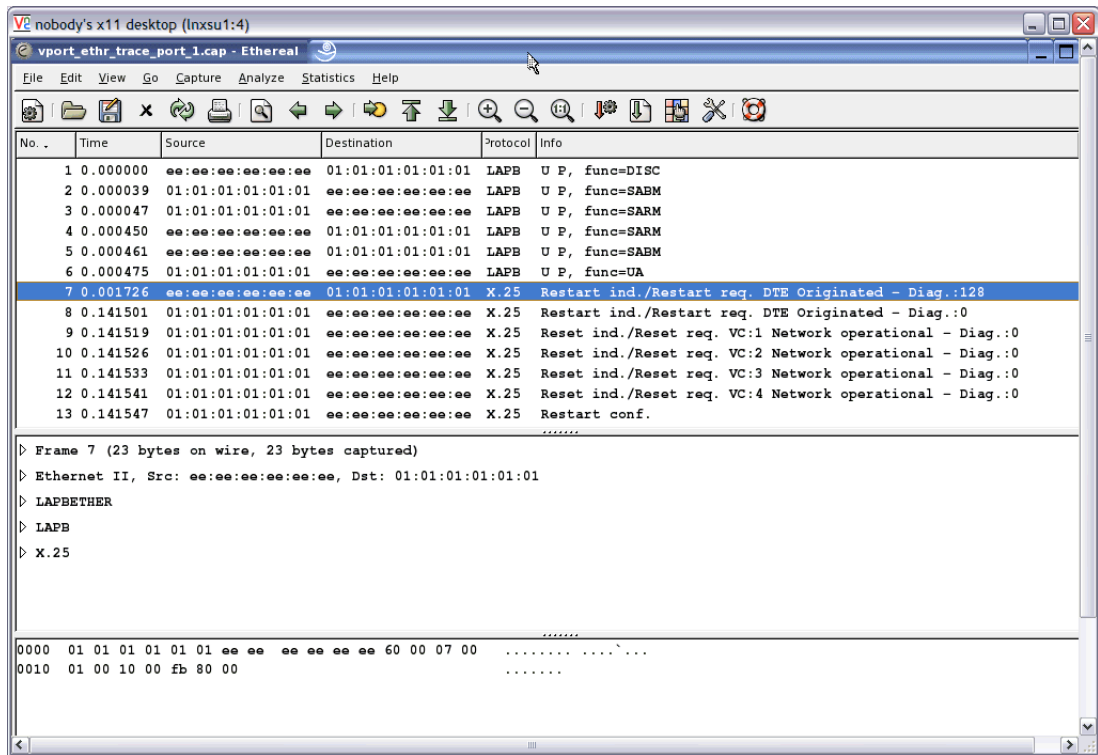 nobody's x11 desktop (lnxsu1:4)
vport_ethr_trace_port_1.cap - Ethereal
File Edit View Go Capture Analyze Statistics Help
No. Time Source Destination Protocol Info
1 0.000000 ee:ee:ee:ee:ee:ee 01:01:01:01:01:01 LAPB U P, func=DISC
2 0.000039 01:01:01:01:01:01 ee:ee:ee:ee:ee:ee LAPB U P, func=SABM
3 0.000047 01:01:01:01:01:01 ee:ee:ee:ee:ee:ee LAPB U P, func=SARM
4 0.000450 ee:ee:ee:ee:ee:ee 01:01:01:01:01:01 LAPB U P, func=SARM
5 0.000461 ee:ee:ee:ee:ee:ee 01:01:01:01:01:01 LAPB U P, func=SABM
6 0.000475 01:01:01:01:01:01 ee:ee:ee:ee:ee:ee LAPB U P, func=UA
7 0.001726 ee:ee:ee:ee:ee:ee 01:01:01:01:01:01 X.25 Restart ind./Restart req. DTE Originated - Diag.:128
8 0.141501 01:01:01:01:01:01 ee:ee:ee:ee:ee:ee X.25 Restart ind./Restart req. DTE Originated - Diag.:0
9 0.141519 01:01:01:01:01:01 ee:ee:ee:ee:ee:ee X.25 Reset ind./Reset req. VC:1 Network operational - Diag.:0
10 0.141526 01:01:01:01:01:01 ee:ee:ee:ee:ee:ee X.25 Reset ind./Reset req. VC:2 Network operational - Diag.:0
11 0.141533 01:01:01:01:01:01 ee:ee:ee:ee:ee:ee X.25 Reset ind./Reset req. VC:3 Network operational - Diag.:0
12 0.141541 01:01:01:01:01:01 ee:ee:ee:ee:ee:ee X.25 Reset ind./Reset req. VC:4 Network operational - Diag.:0
13 0.141547 01:01:01:01:01:01 ee:ee:ee:ee:ee:ee X.25 Restart conf.
Frame 7 (23 bytes on wire, 23 bytes captured)
Ethernet II, Src: ee:ee:ee:ee:ee:ee, Dst: 01:01:01:01:01:01
LAPBETHER
LAPB
X.25
0000 01 01 01 01 01 01 ee ee ee ee ee ee 60 00 07 00 ........ ....`...
0010 01 00 10 00 fb 80 00 .......